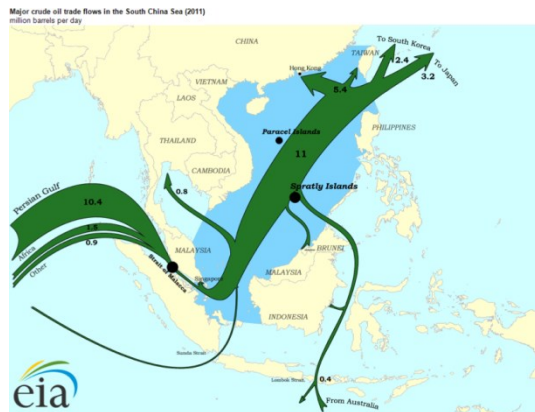 Major crude oil trade flows in the South China Sea (2011)
million barrels per day
CHINA
TAIWAN
To South Korea
2.4
To Japan
3.2
Hong Kong
5.4
VIETNAM
LAOS
Paracel Islands
PHILIPPINES
THAILAND
11
CAMBODIA
0.8
Spratly Islands
Persian Gulf
10.4
Africa
Other
0.9
MALAYSIA
Strait of Malacca
Singapore
BRUNEI
MALAYSIA
INDONESIA
Sunda Strait
Lombok Strait
0.4
From Australia
eia